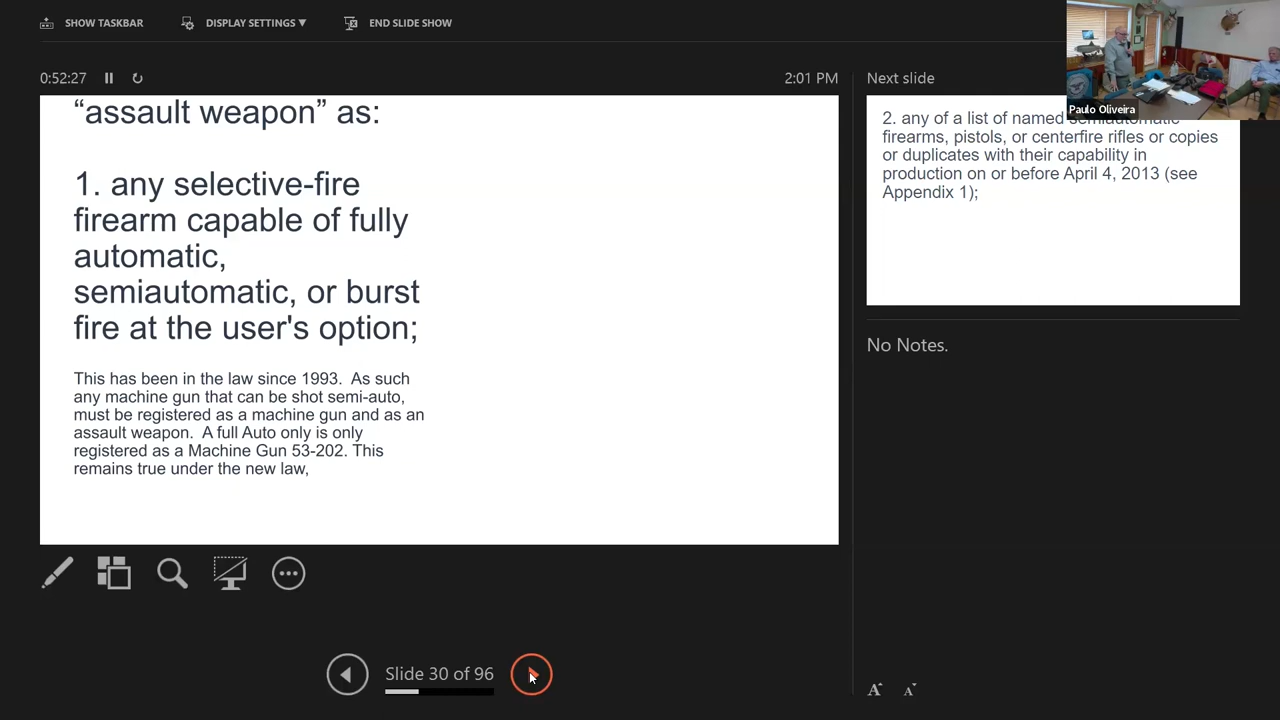 SHOW TASKBAR
DISPLAY SETTINGS ▼
END SLIDE SHOW
0:52:27
2:01 PM
“assault weapon” as:
1. any selective-fire
firearm capable of fully
automatic,
semiautomatic, or burst
fire at the user's option;
This has been in the law since 1993.  As such
any machine gun that can be shot semi-auto,
must be registered as a machine gun and as an
assault weapon.  A full Auto only is only
registered as a Machine Gun 53-202. This
remains true under the new law,
Slide 30 of 96
Next slide
Paulo Oliveira
2. any of a list of named semiautomatic
firearms, pistols, or centerfire rifles or copies
or duplicates with their capability in
production on or before April 4, 2013 (see
Appendix 1);
No Notes.
A A